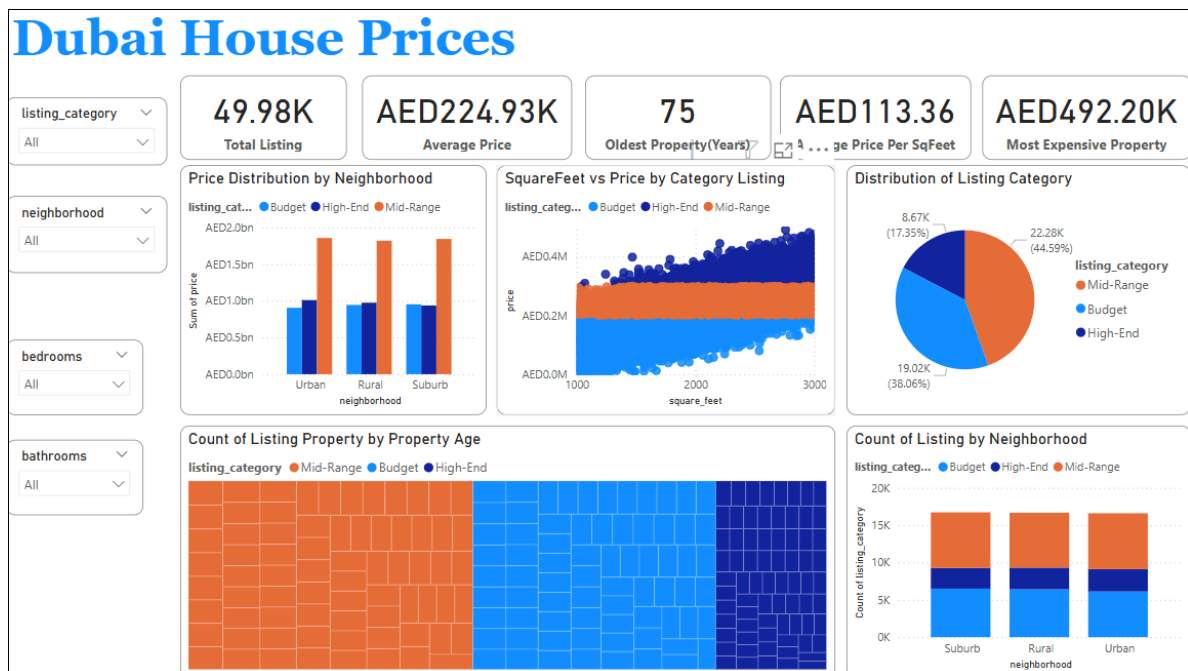 Dubai House Prices
listing_category
All
neighborhood
All
bedrooms
All
bathrooms
All
49.98K
Total Listing
AED224.93K
Average Price
75
Oldest Property(Years)
AED113.36
ge Price Per SqFeet
AED492.20K
Most Expensive Property
Price Distribution by Neighborhood
listing_cat... Budget High-End Mid-Range
AED2.0bn
AED1.5bn
AED1.0bn
AED0.5bn
AED0.0bn
Sum of price
Urban Rural Suburb
neighborhood
SquareFeet vs Price by Category Listing
listing_categ... Budget High-End Mid-Range
AED0.4M
AED0.2M
AED0.0M
price
1000 2000 3000
square_feet
Distribution of Listing Category
8.67K
(17.35%)
22.28K
(44.59%)
19.02K
(38.06%)
listing_category
Mid-Range
Budget
High-End
Count of Listing Property by Property Age
listing_category Mid-Range Budget High-End
Count of Listing by Neighborhood
listing_categ... Budget High-End Mid-Range
20K
15K
10K
5K
0K
Count of listing_category
Suburb Rural Urban
neighborhood